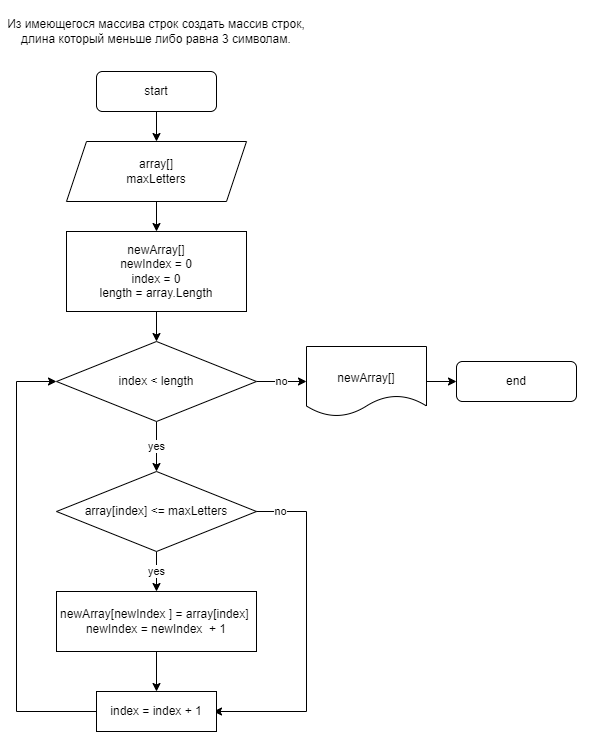 Из имеющегося массива строк создать массив строк,
длина который меньше либо равна 3 символам.
start
array[]
maxLetters
newArray[]
newIndex = 0
index = 0
length = array.Length
index < length
no
newArray[]
end
yes
array[index] <= maxLetters
no
yes
newArray[newIndex ] = array[index]
newIndex = newIndex + 1
index = index + 1